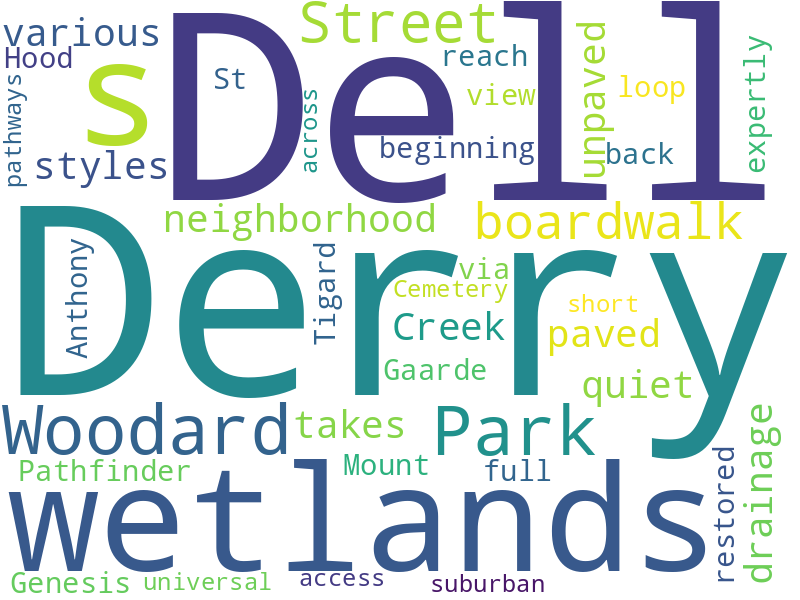 various
Street
Hood
s
Dell
St
reach
view
loop
unpaved
expertly
pathways
across
beginning
back
styles
neighborhood
boardwalk
Derry
Anthony
Tigard
via
Cemetery
short
Creek
paved
Gaarde
quiet
Woodard
takes
Park
drainage
Pathfinder
Mount
full
restored
wetlands
Genesis
universal
access
suburban